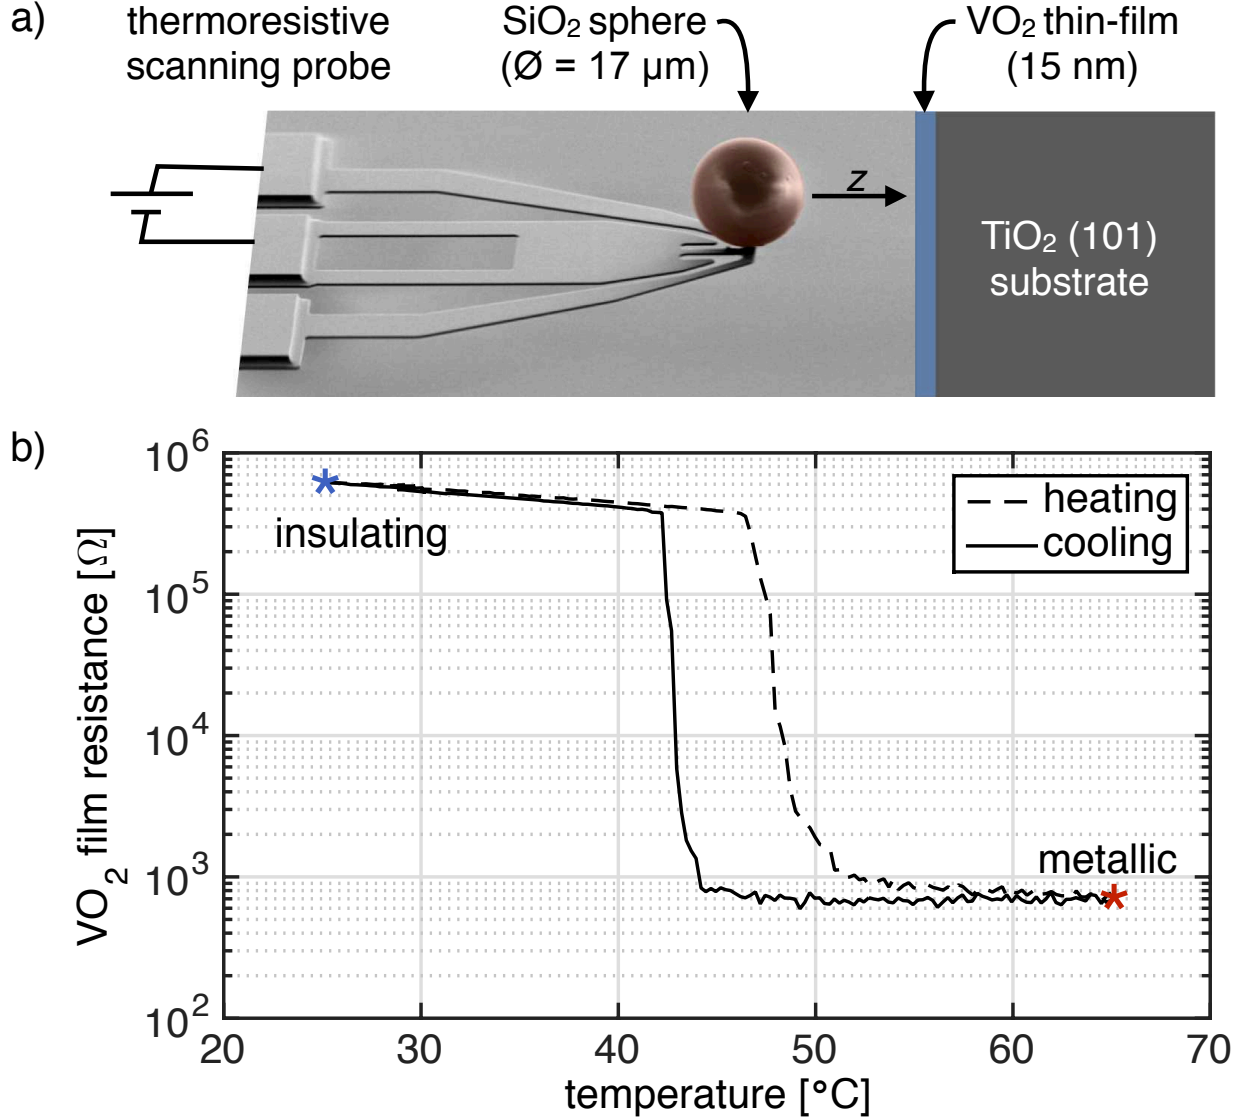 a)
thermoresistive
scanning probe
SiO₂ sphere
(Ø = 17 µm)
VO₂ thin-film
(15 nm)
z
TiO₂ (101)
substrate
b)
VO₂ film resistance [Ω]
10⁶
10⁵
10⁴
10³
10²
insulating
heating
cooling
metallic
20 30 40 50 60 70
temperature [°C]